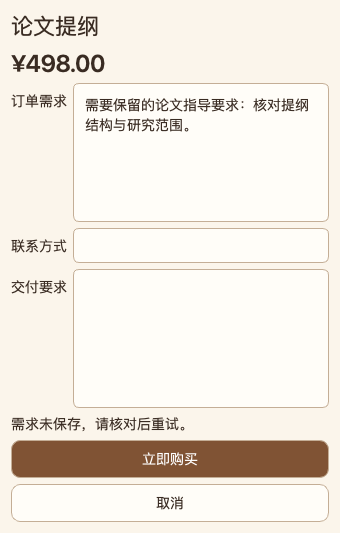 论文提纲
¥498.00
订单需求
需要保留的论文指导要求：核对提纲
结构与研究范围。
联系方式
交付要求
需求未保存，请核对后重试。
立即购买
取消